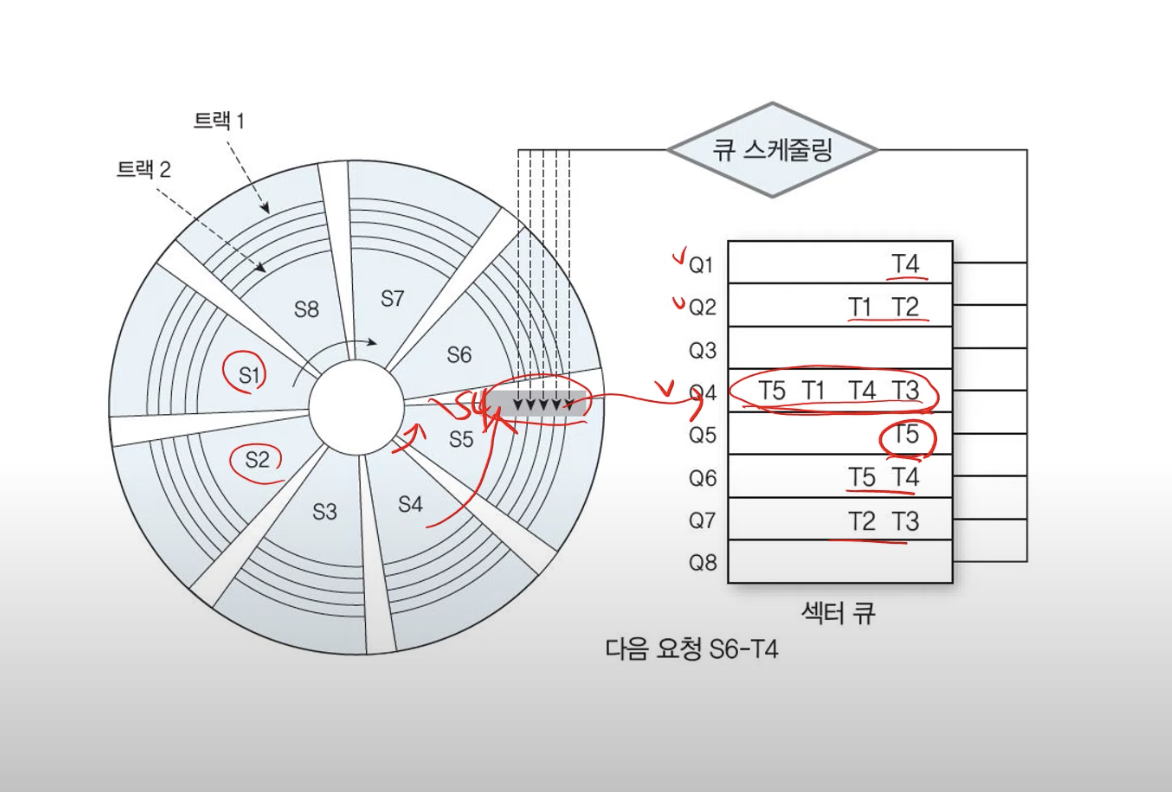 트랙 1
트랙 2
큐 스케줄링
S8
S7
S1
S6
S2
S5
S3
S4
S4
Q1 T4
Q2 T1 T2
Q3
Q4 T5 T1 T4 T3
Q5 T5
Q6 T5 T4
Q7 T2 T3
Q8
섹터 큐
다음 요청 S6-T4